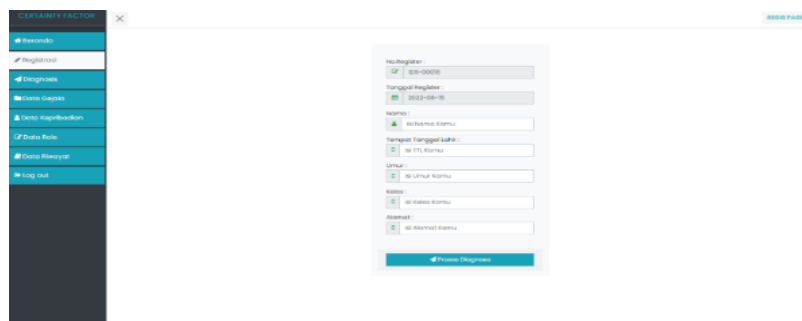 CERTAINTY FACTOR
Beranda
Registrasi
Diagnosis
Data Gejala
Data Kepribadian
Data Role
Data Riwayat
Log out
No.Register :
Tanggal Register :
2022-08-15
Nama :
Isi Nama Kamu
Tempat Tanggal Lahir :
Isi TTL Kamu
Umur :
Isi Umur Kamu
Kelas :
Isi Kelas Kamu
Alamat :
Isi Alamat Kamu
Proses Diagnosa